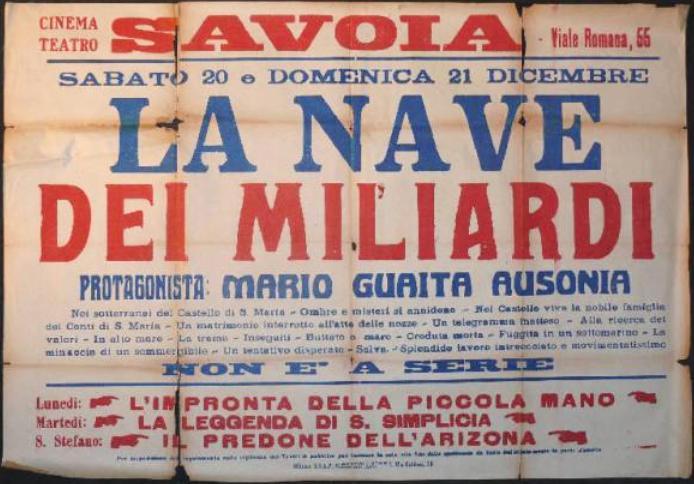 CINEMA TEATRO SAVOIA Viale Romana, 55
SABATO 20 e DOMENICA 21 DICEMBRE
LA NAVE
DEI MILIARDI
PROTAGONISTA: MARIO GUAITA AUSONIA
Nei sotterranei del Castello di S. Maria - Ombre e misteri si annidano - Nel Castello vive la nobile famiglia
dei Conti di S. Maria - Un matrimonio interrotto all'atto delle nozze - Un telegramma inatteso - Alla ricerca dei
valori - In alto mare - La trama - Inseguiti - Buttato a mare - Creduta morta - Fuggita in un sottomarino - La
minaccia di un sommergibile - Un tentativo disperato - Salva. - Splendido lavoro intrecciato e movimentatissimo
NON E' A SERIE
Lunedi: L'IMPRONTA DELLA PICCOLA MANO
Martedi: LA LEGGENDA DI S. SIMPLICIA
S. Stefano: IL PREDONE DELL'ARIZONA